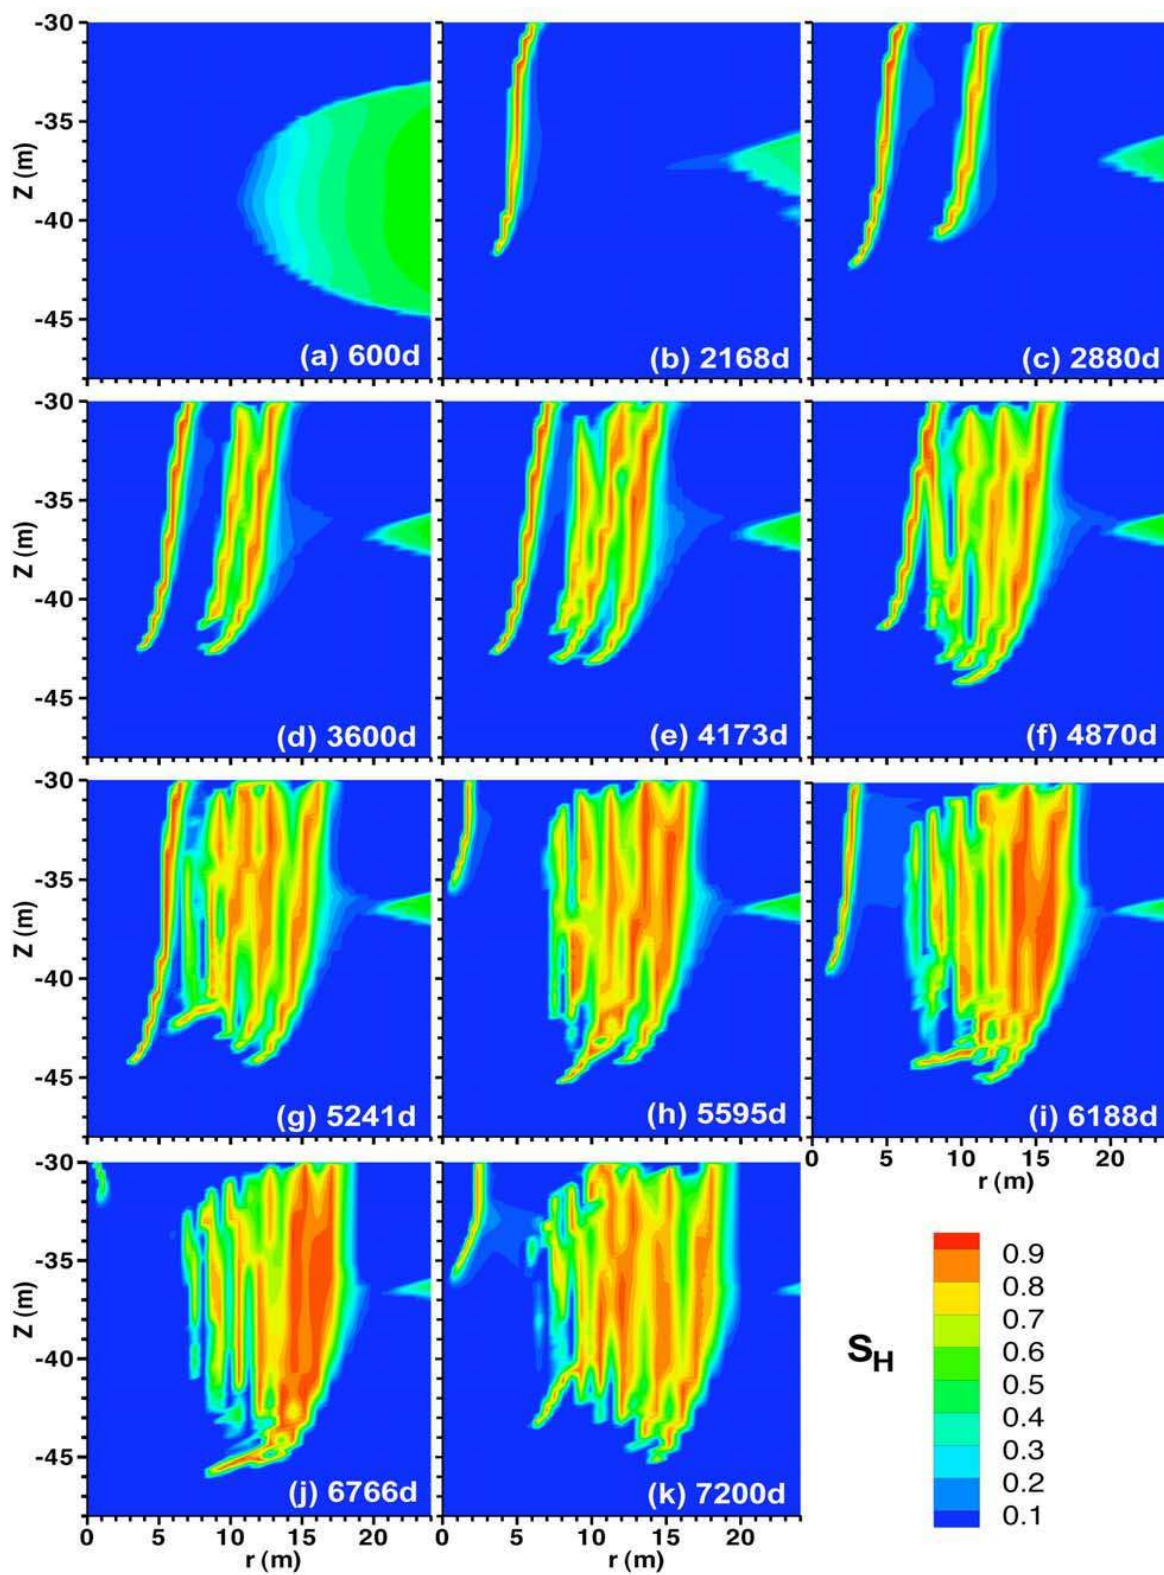 -30
-35
-40
-45
Z (m)
(a) 600d
(b) 2168d
(c) 2880d
-30
-35
-40
-45
Z (m)
(d) 3600d
(e) 4173d
(f) 4870d
-30
-35
-40
-45
Z (m)
(g) 5241d
(h) 5595d
(i) 6188d
0 5 10 15 20
r (m)
-30
-35
-40
-45
Z (m)
(j) 6766d
(k) 7200d
0 5 10 15 20
r (m)
0 5 10 15 20
r (m)
SH
0.9
0.8
0.7
0.6
0.5
0.4
0.3
0.2
0.1